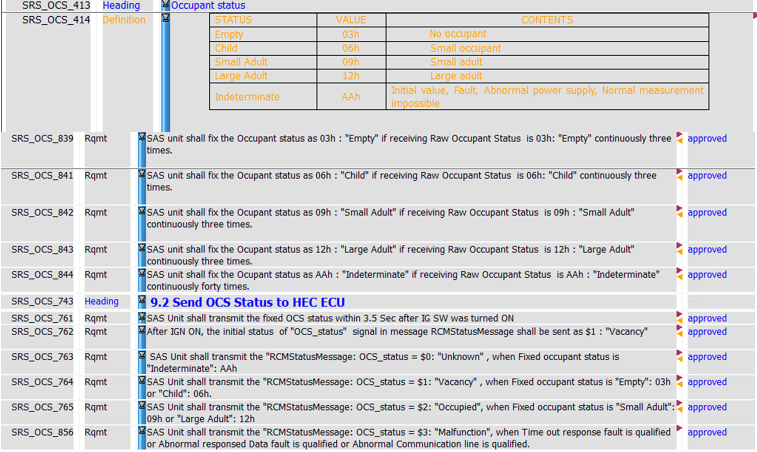 SRS_OCS_413 Heading Occupant status
SRS_OCS_414 Definition
STATUS VALUE CONTENTS
Empty 03h No occupant
Child 06h Small occupant
Small Adult 09h Small adult
Large Adult 12h Large adult
Indeterminate AAh Initial value, Fault, Abnormal power supply, Normal measurement
impossible
SRS_OCS_839 Rqmt SAS unit shall fix the Occupant status as 03h : "Empty" if receiving Raw Occupant Status is 03h: "Empty" continuously three approved
times.
SRS_OCS_841 Rqmt SAS unit shall fix the Ocupant status as 06h : "Child" if receiving Raw Occupant Status is 06h: "Child" continuously three approved
times.
SRS_OCS_842 Rqmt SAS unit shall fix the Ocupant status as 09h : "Small Adult" if receiving Raw Occupant Status is 09h : "Small Adult" approved
continuously three times.
SRS_OCS_843 Rqmt SAS unit shall fix the Ocupant status as 12h : "Large Adult" if receiving Raw Occupant Status is 12h : "Large Adult" approved
continuously three times.
SRS_OCS_844 Rqmt SAS unit shall fix the Ocupant status as AAh : "Indeterminate" if receiving Raw Occupant Status is AAh : "Indeterminate" approved
continuously forty times.
SRS_OCS_743 Heading 9.2 Send OCS Status to HEC ECU
SRS_OCS_761 Rqmt SAS Unit shall transmit the fixed OCS status within 3.5 Sec after IG SW was turned ON approved
SRS_OCS_762 Rqmt After IGN ON, the initial status of "OCS_status" signal in message RCMStatusMessage shall be sent as $1 : "Vacancy" approved
SRS_OCS_763 Rqmt SAS Unit shall transmit the "RCMStatusMessage: OCS_status = $0: "Unknown" , when Fixed occupant status is approved
"Indeterminate": AAh
SRS_OCS_764 Rqmt SAS Unit shall transmit the "RCMStatusMessage: OCS_status = $1: "Vacancy" , when Fixed occupant status is "Empty": 03h approved
or "Child": 06h.
SRS_OCS_765 Rqmt SAS Unit shall transmit the "RCMStatusMessage: OCS_status = $2: "Occupied", when Fixed occupant status is "Small Adult": approved
09h or "Large Adult": 12h
SRS_OCS_856 Rqmt SAS Unit shall transmit the "RCMStatusMessage: OCS_status = $3: "Malfunction", when Time out response fault is qualified approved
or Abnormal responsed Data fault is qualified or Abnormal Communication line is qualified.